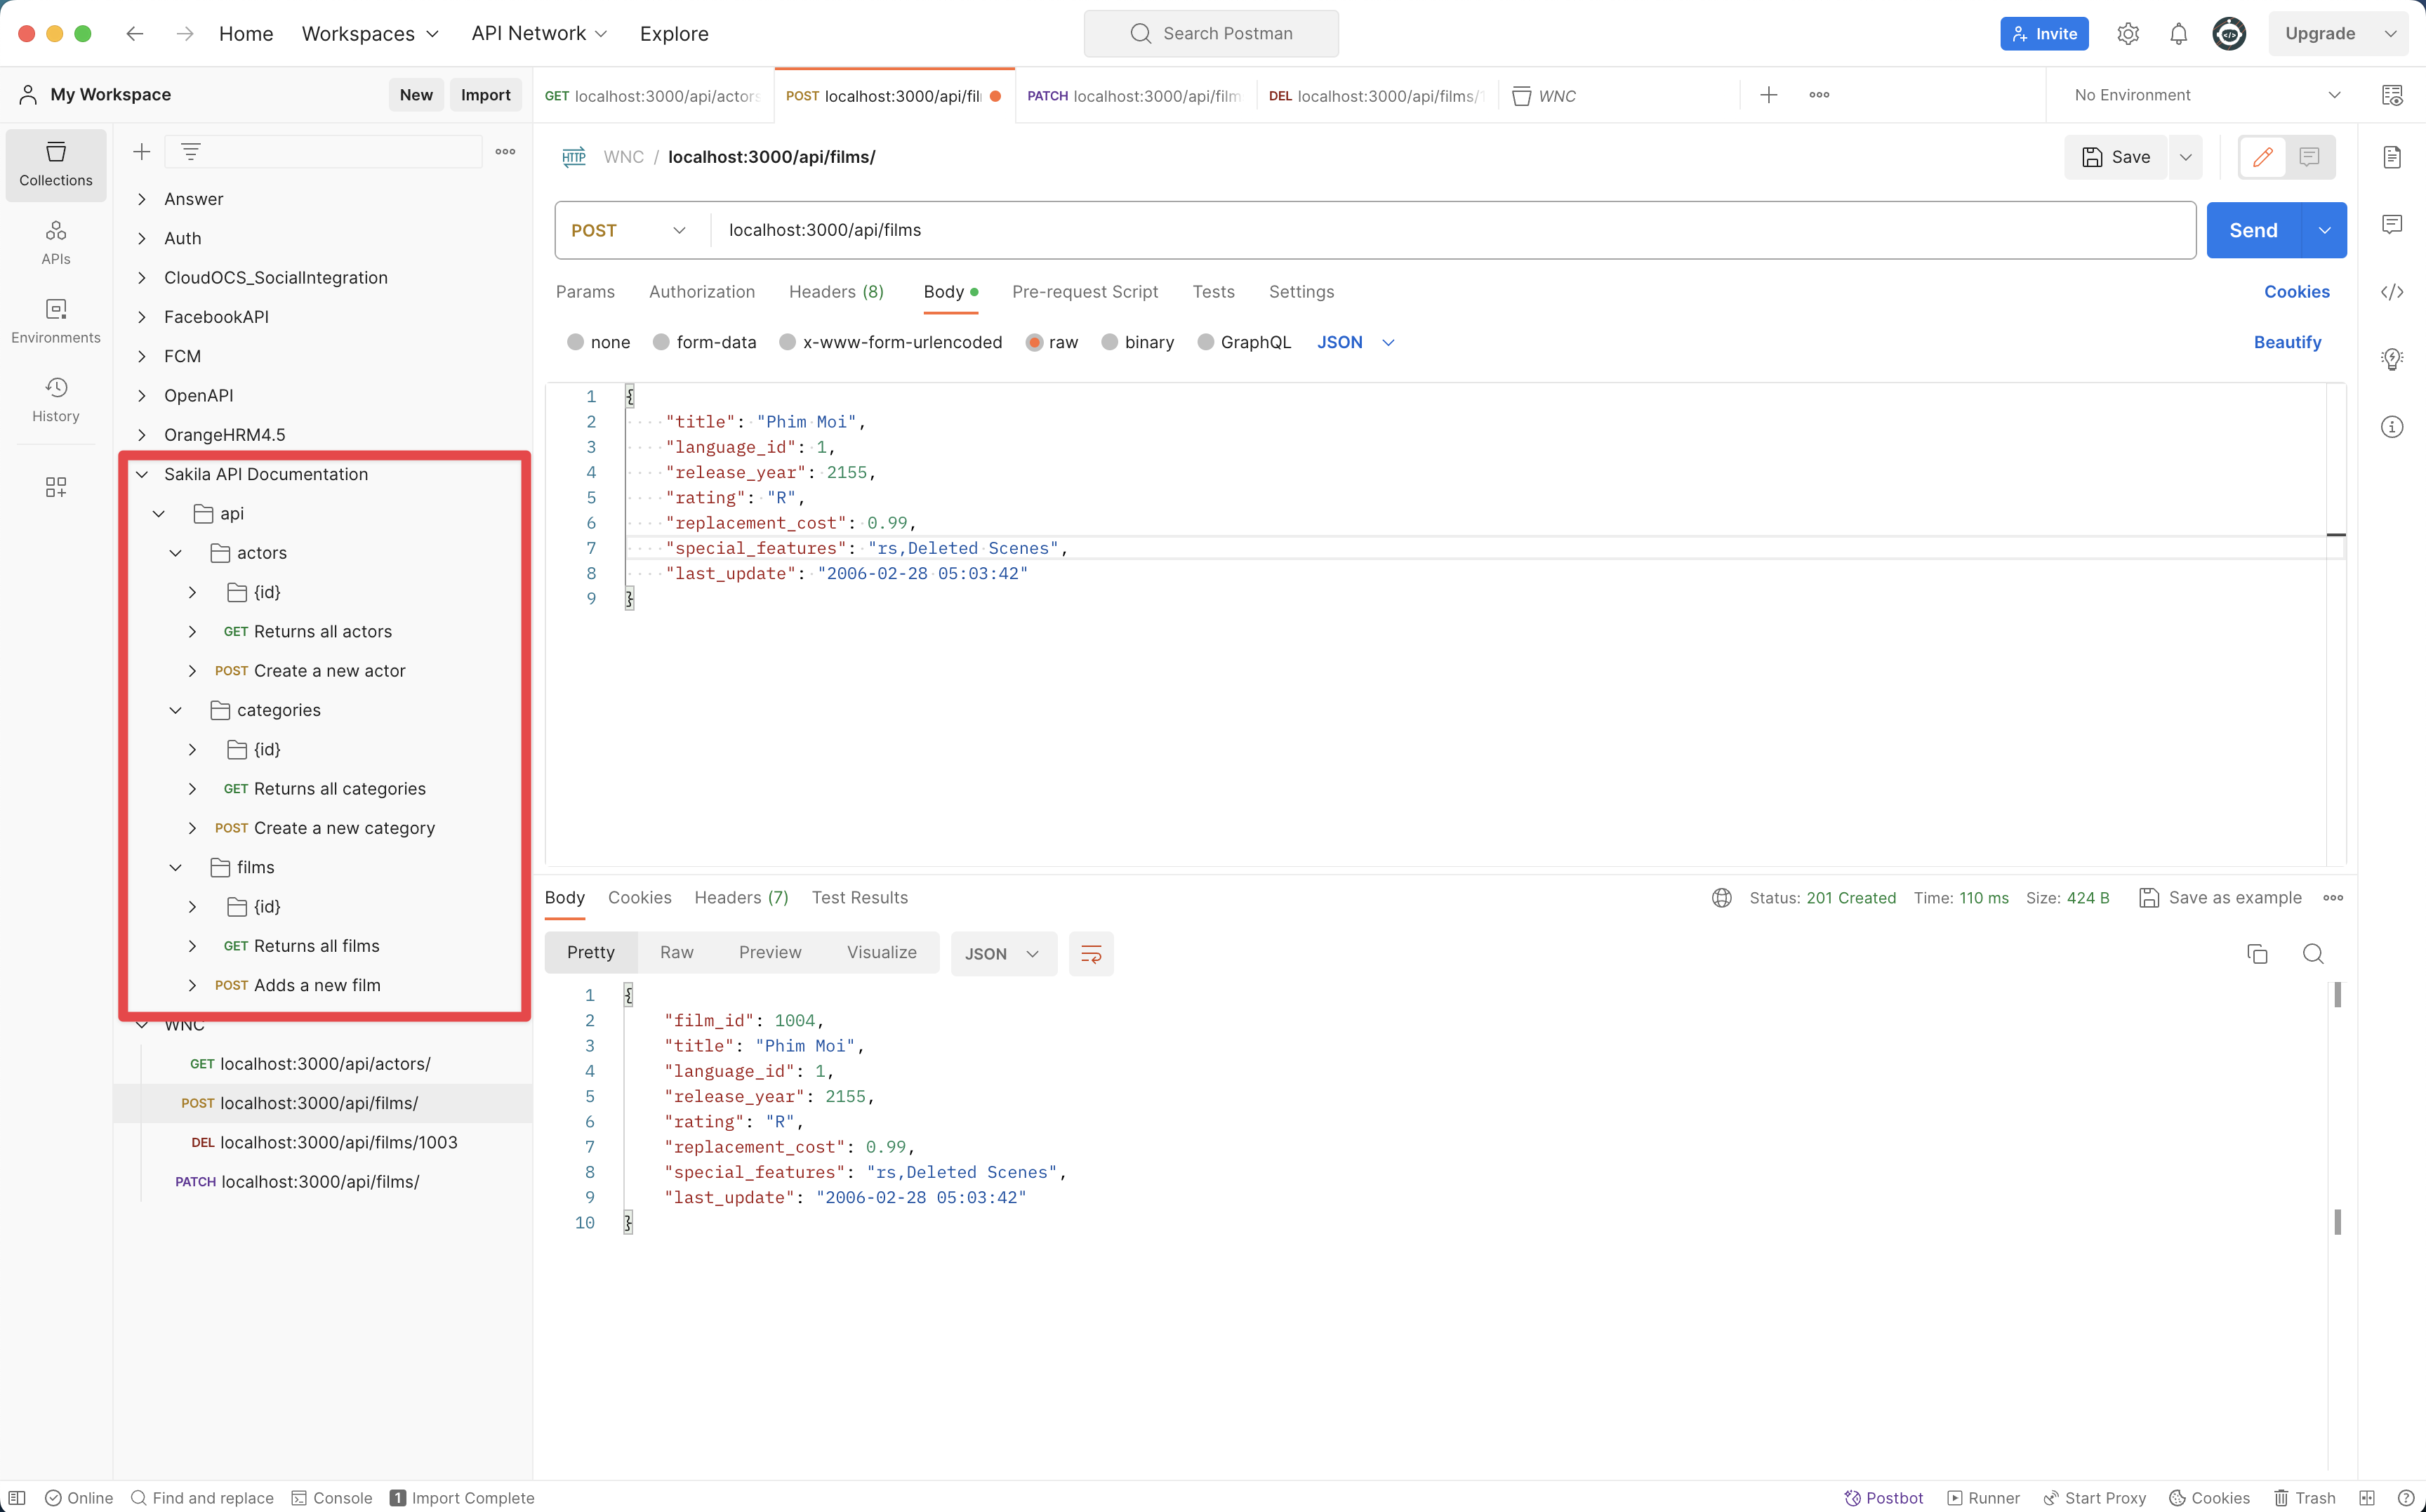 Home Workspaces API Network Explore Search Postman Invite Upgrade
My Workspace New Import GET localhost:3000/api/actors POST localhost:3000/api/fil PATCH localhost:3000/api/film DEL localhost:3000/api/films/1 WNC No Environment
Collections
APIs
Environments
History
Answer
Auth
CloudOCS_SocialIntegration
FacebookAPI
FCM
OpenAPI
OrangeHRM4.5
Sakila API Documentation
api
actors
{id}
GET Returns all actors
POST Create a new actor
categories
{id}
GET Returns all categories
POST Create a new category
films
{id}
GET Returns all films
POST Adds a new film
WNC
GET localhost:3000/api/actors/
POST localhost:3000/api/films/
DEL localhost:3000/api/films/1003
PATCH localhost:3000/api/films/
HTTP WNC / localhost:3000/api/films/ Save
POST localhost:3000/api/films Send
Params Authorization Headers (8) Body Pre-request Script Tests Settings Cookies
none form-data x-www-form-urlencoded raw binary GraphQL JSON Beautify
1 {
2 "title": "Phim Moi",
3 "language_id": 1,
4 "release_year": 2155,
5 "rating": "R",
6 "replacement_cost": 0.99,
7 "special_features": "rs,Deleted Scenes",
8 "last_update": "2006-02-28 05:03:42"
9 }
Body Cookies Headers (7) Test Results Status: 201 Created Time: 110 ms Size: 424 B Save as example
Pretty Raw Preview Visualize JSON
1 {
2 "film_id": 1004,
3 "title": "Phim Moi",
4 "language_id": 1,
5 "release_year": 2155,
6 "rating": "R",
7 "replacement_cost": 0.99,
8 "special_features": "rs,Deleted Scenes",
9 "last_update": "2006-02-28 05:03:42"
10 }
Online Find and replace Console 1 Import Complete Postbot Runner Start Proxy Cookies Trash